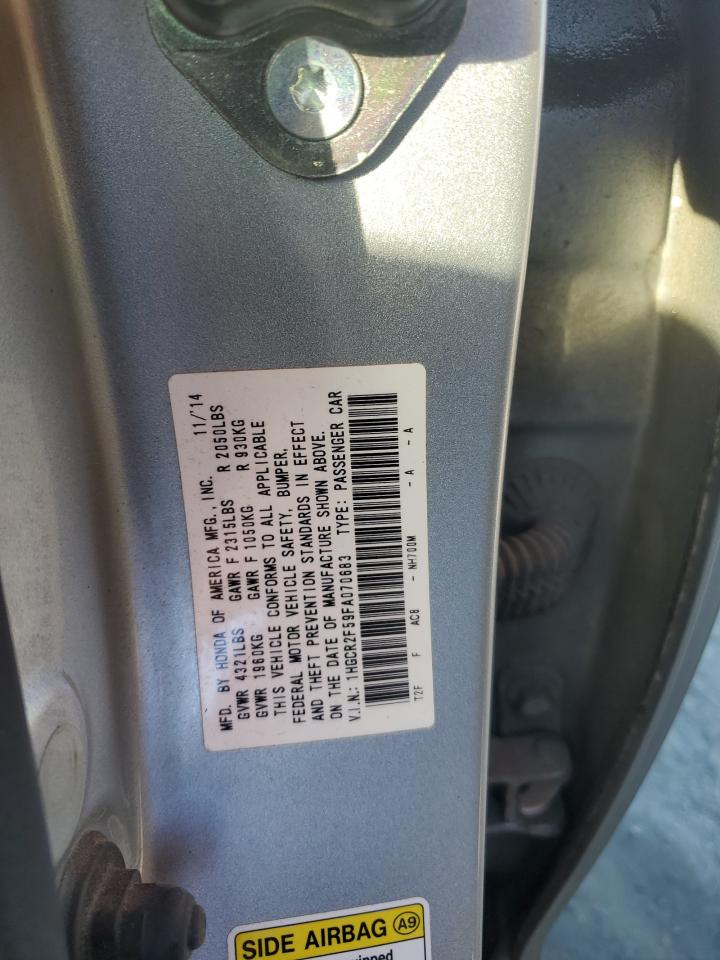 MFD. BY HONDA OF AMERICA MFG., INC. 11/'14
GVWR 4321LBS GAWR F 2315LBS R 2050LBS
GVWR 1960KG GAWR F 1050KG R 930KG
THIS VEHICLE CONFORMS TO ALL APPLICABLE
FEDERAL MOTOR VEHICLE SAFETY, BUMPER,
AND THEFT PREVENTION STANDARDS IN EFFECT
ON THE DATE OF MANUFACTURE SHOWN ABOVE.
V.I.N.: 1HGCR2F59FA070683 TYPE: PASSENGER CAR
T2F F AC8 - NH700M - A - A
SIDE AIRBAG A9